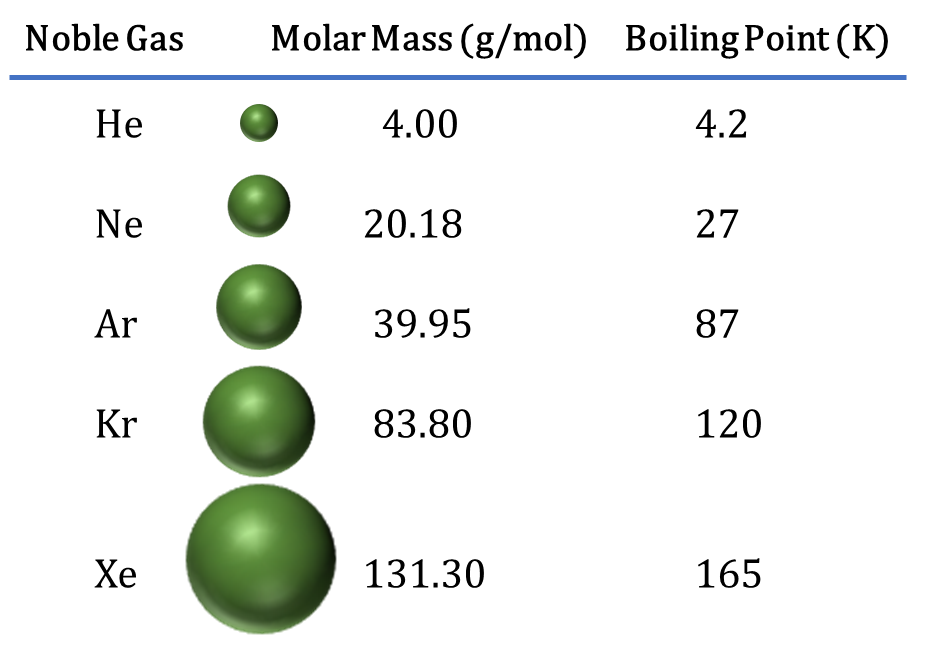 Noble Gas Molar Mass (g/mol) Boiling Point (K)
He 4.00 4.2
Ne 20.18 27
Ar 39.95 87
Kr 83.80 120
Xe 131.30 165